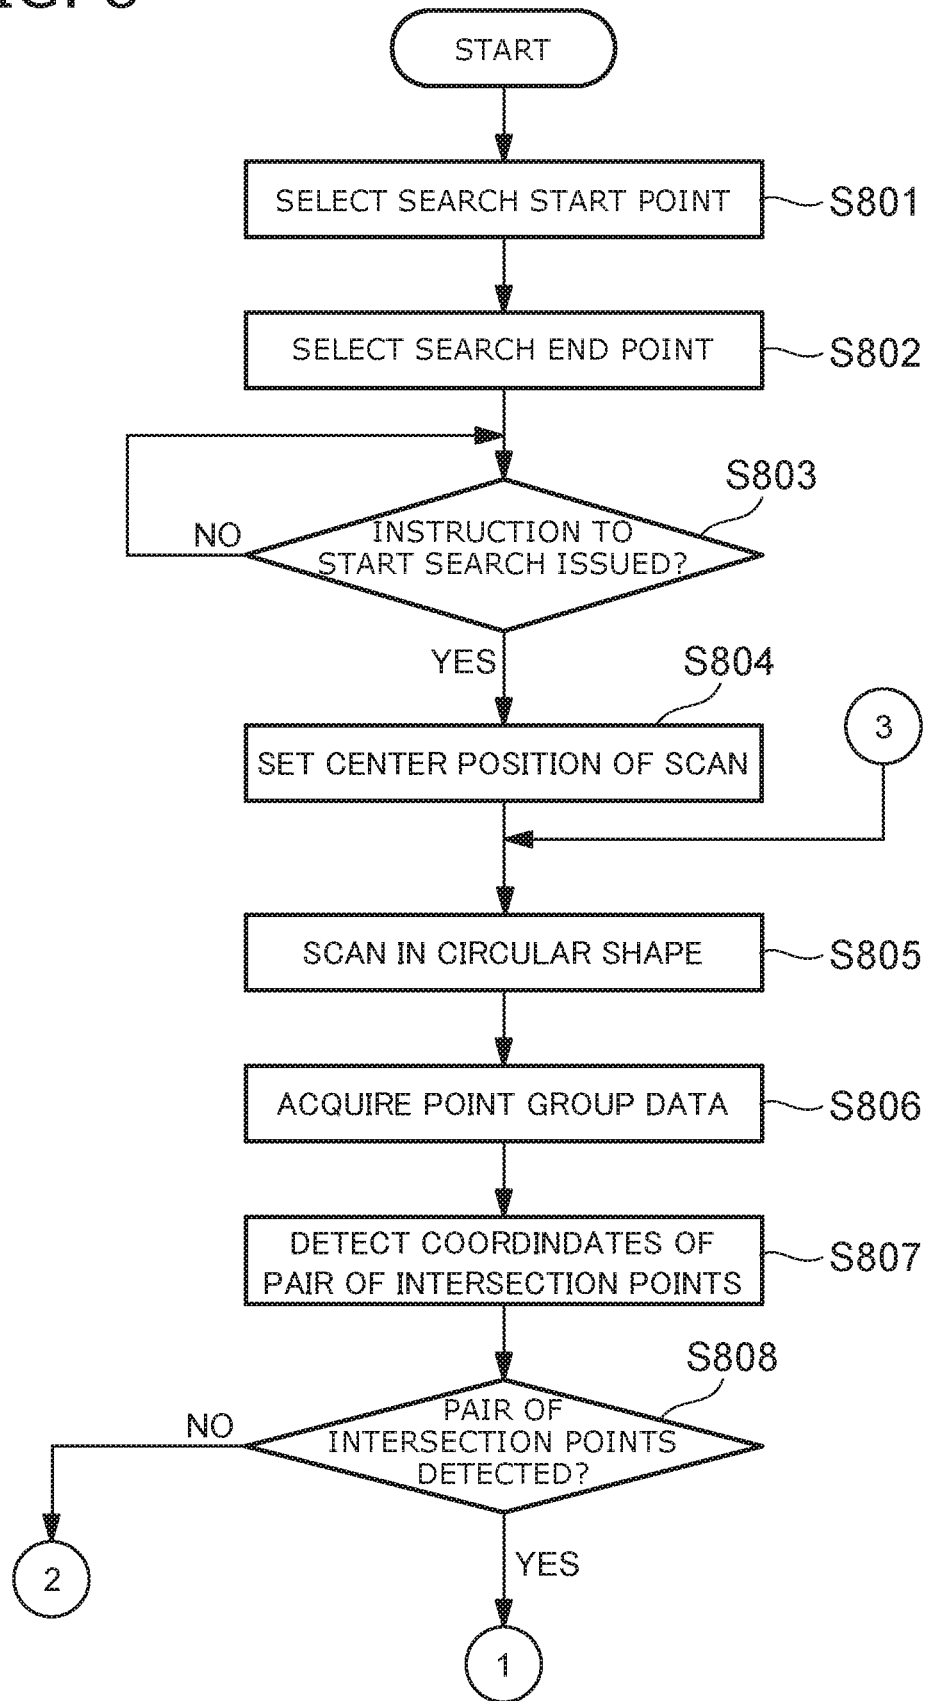 START
SELECT SEARCH START POINT
S801
SELECT SEARCH END POINT
S802
S803
NO
INSTRUCTION TO
START SEARCH ISSUED?
YES
S804
3
SET CENTER POSITION OF SCAN
SCAN IN CIRCULAR SHAPE
S805
ACQUIRE POINT GROUP DATA
S806
DETECT COORDINDATES OF
PAIR OF INTERSECTION POINTS
S807
S808
NO
PAIR OF
INTERSECTION POINTS
DETECTED?
2
YES
1